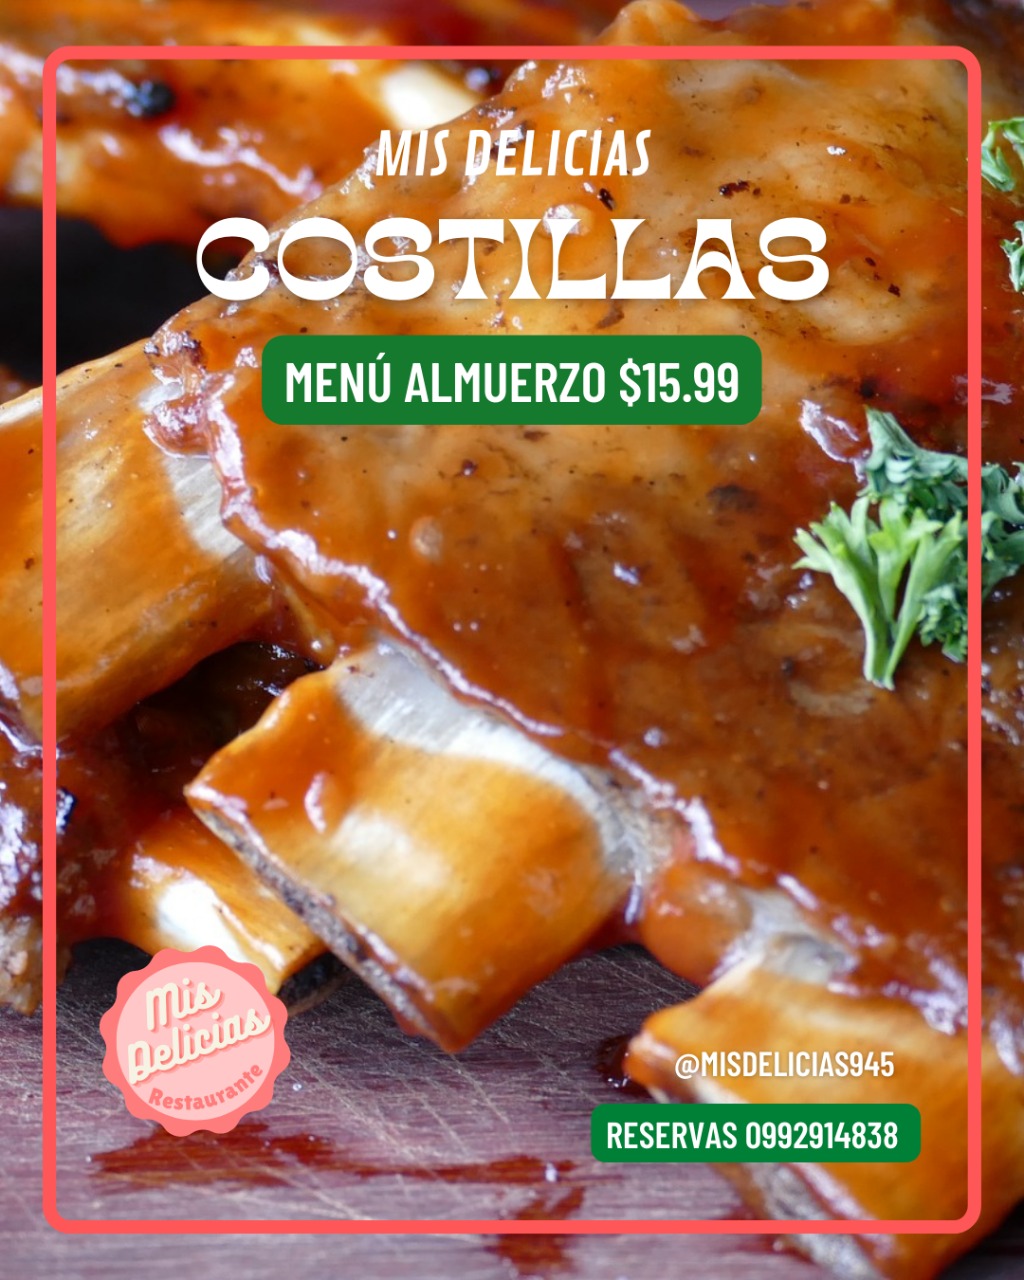 MIS DELICIAS
COSTILLAS
MENÚ ALMUERZO $15.99
Mis
Delicias
Restaurante
@MISDELICIAS945
RESERVAS 0992914838